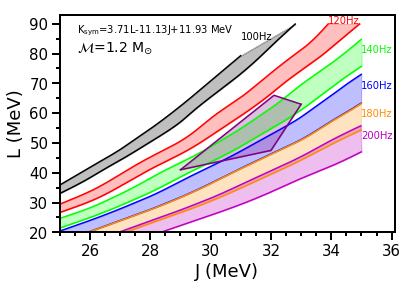 K_sym=3.71L-11.13J+11.93 MeV
ℳ=1.2 M_⊙
100Hz
120Hz
140Hz
160Hz
180Hz
200Hz
90
80
70
60
50
40
30
20
L (MeV)
26
28
30
32
34
36
J (MeV)